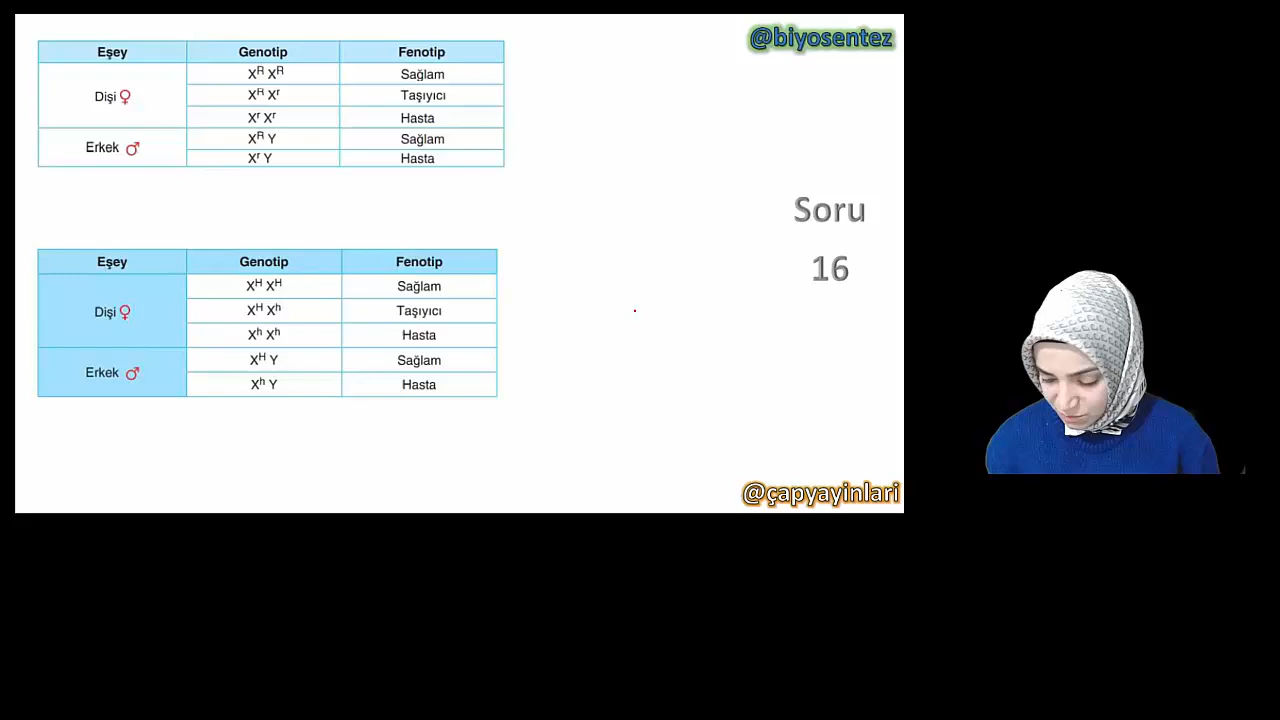 @biyosentez
Eşey Genotip Fenotip
Dişi ♀ X^R X^R Sağlam
X^R X^r Taşıyıcı
X^r X^r Hasta
Erkek ♂ X^R Y Sağlam
X^r Y Hasta
Soru
16
Eşey Genotip Fenotip
Dişi ♀ X^H X^H Sağlam
X^H X^h Taşıyıcı
X^h X^h Hasta
Erkek ♂ X^H Y Sağlam
X^h Y Hasta
@çapyayinlari